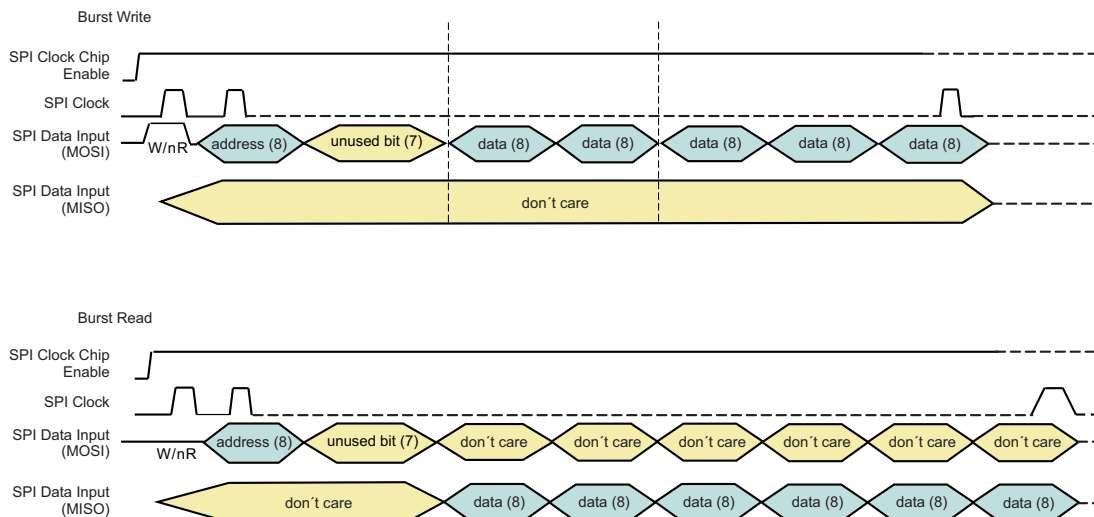 Burst Write
SPI Clock Chip
Enable
SPI Clock
SPI Data Input
(MOSI)
W/nR
address (8)
unused bit (7)
data (8)
data (8)
data (8)
data (8)
data (8)
SPI Data Input
(MISO)
don´t care
Burst Read
SPI Clock Chip
Enable
SPI Clock
SPI Data Input
(MOSI)
W/nR
address (8)
unused bit (7)
don´t care
don´t care
don´t care
don´t care
don´t care
don´t care
SPI Data Input
(MISO)
don´t care
data (8)
data (8)
data (8)
data (8)
data (8)
data (8)